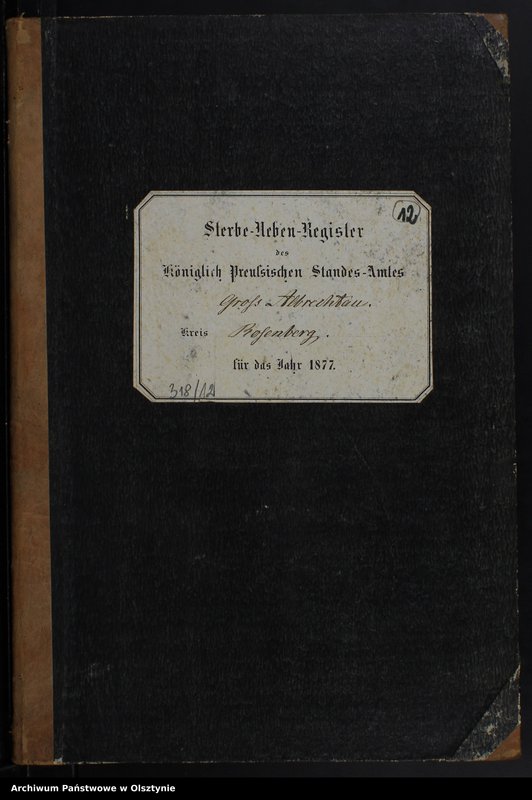 12
Sterbe-Neben-Register
des
Königlich Preußischen Standes-Amtes
Gross-Albrechtau.
Kreis Rosenberg.
für das Jahr 1877.
318/12
Archiwum Państwowe w Olsztynie